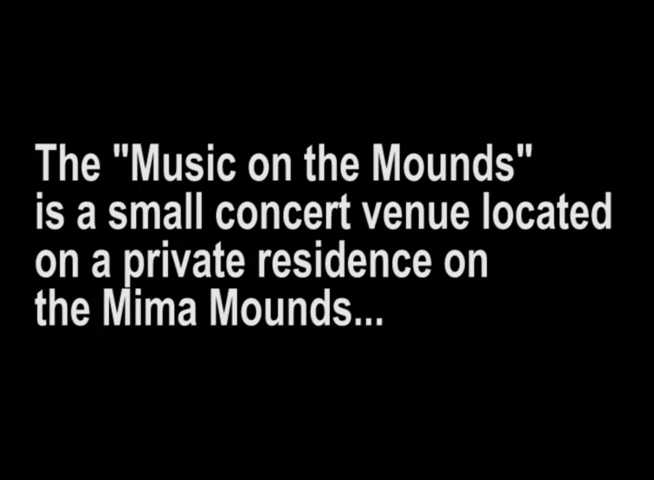 The "Music on the Mounds"
is a small concert venue located
on a private residence on
the Mima Mounds...